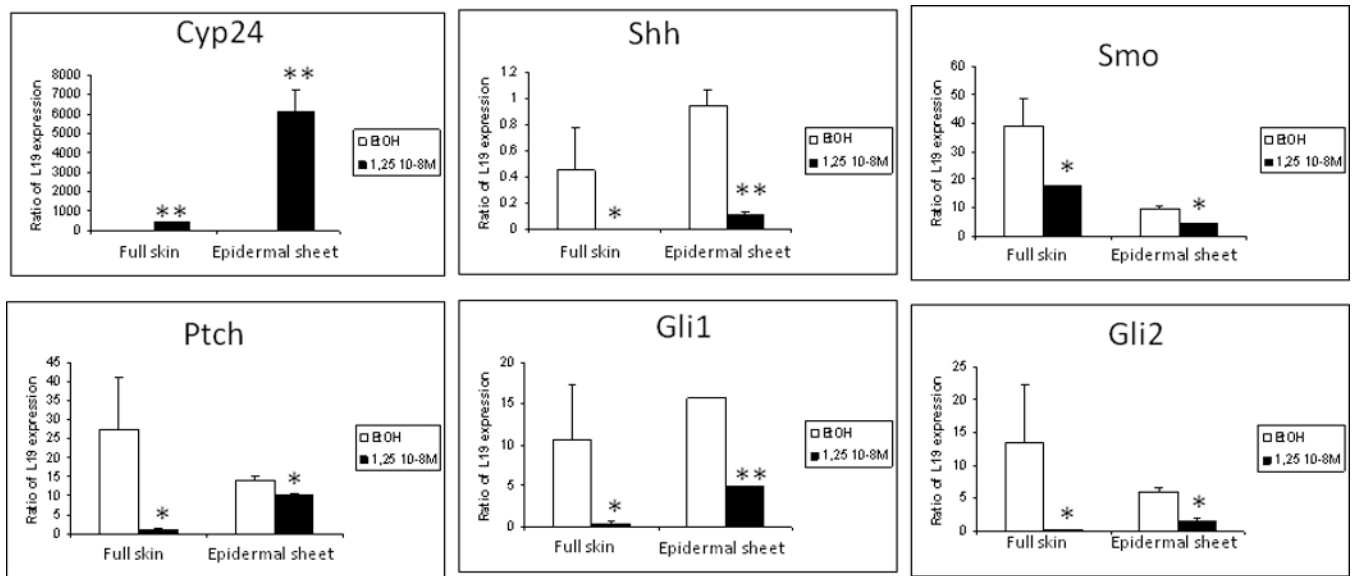 Cyp24
Ratio of L19 expression
8000
7000
6000
5000
4000
3000
2000
1000
0
**
**
Full skin
Epidermal sheet
EtOH
1,25 10-8M
Shh
Ratio of L19 expression
1.2
1
0.8
0.6
0.4
0.2
0
*
**
Full skin
Epidermal sheet
EtOH
1,25 10-8M
Smo
Ratio of L19 expression
60
50
40
30
20
10
0
*
*
Full skin
Epidermal sheet
EtOH
1,25 10-8M
Ptch
Ratio of L19 expression
45
40
35
30
25
20
15
10
5
0
*
*
Full skin
Epidermal sheet
EtOH
1,25 10-8M
Gli1
Ratio of L19 expression
20
15
10
5
0
*
**
Full skin
Epidermal sheet
EtOH
1,25 10-8M
Gli2
Ratio of L19 expression
25
20
15
10
5
0
*
*
Full skin
Epidermal sheet
EtOH
1,25 10-8M